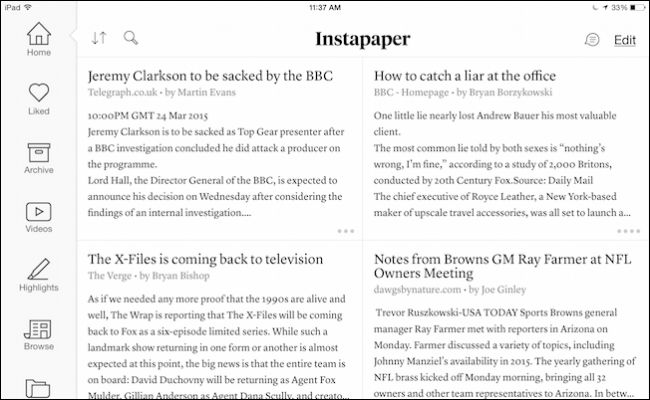 iPad 11:37 AM 33%
Instapaper Edit
Home
Liked
Archive
Videos
Highlights
Browse
Jeremy Clarkson to be sacked by the BBC
Telegraph.co.uk • by Martin Evans
10:00PM GMT 24 Mar 2015
Jeremy Clarkson is to be sacked as Top Gear presenter after
a BBC investigation concluded he did attack a producer on
the programme.
Lord Hall, the Director General of the BBC, is expected to
announce his decision on Wednesday after considering the
findings of an internal investigation....
How to catch a liar at the office
BBC - Homepage • by Bryan Borzykowski
One little lie nearly lost Andrew Bauer his most valuable
client.
The most common lie told by both sexes is “nothing’s
wrong, I’m fine,” according to a study of 2,000 Britons,
conducted by 20th Century Fox.Source: Daily Mail
The chief executive of Royce Leather, a New York-based
maker of upscale travel accessories, was all set to launch a...
The X-Files is coming back to television
The Verge • by Bryan Bishop
As if we needed any more proof that the 1990s are alive and
well, The Wrap is reporting that The X-Files will be coming
back to Fox as a six-episode limited series. While such a
landmark show returning in one form or another is almost
expected at this point, the big news is that the entire team is
on board: David Duchovny will be returning as Agent Fox
Mulder, Gillian Anderson as Agent Dana Scully, and creato...
Notes from Browns GM Ray Farmer at NFL
Owners Meeting
dawgsbynature.com • by Joe Ginley
Trevor Ruszkowski-USA TODAY Sports Browns general
manager Ray Farmer met with reporters in Arizona on
Monday. Farmer discussed a variety of topics, including
Johnny Manziel’s availability in 2015. The yearly gathering of
NFL brass kicked off Monday morning, bringing all 32
owners and other team representatives to Arizona. In betw...